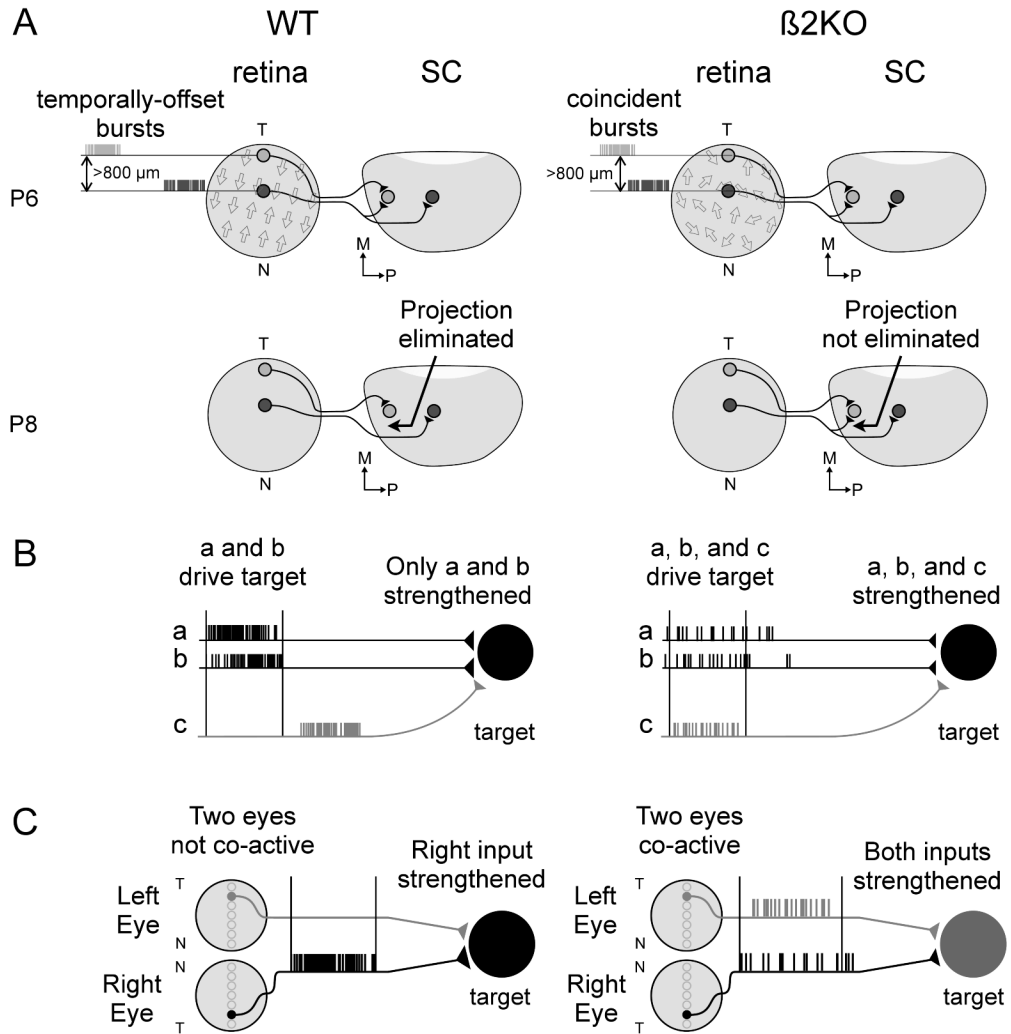 A
WT
ß2KO
retina
SC
retina
SC
temporally-offset
bursts
coincident
bursts
T
T
>800 µm
>800 µm
P6
N
M
P
N
M
P
Projection
eliminated
Projection
not eliminated
T
T
P8
N
M
P
N
M
P
B
a and b
drive target
Only a and b
strengthened
a, b, and c
drive target
a, b, and c
strengthened
a
b
c
target
a
b
c
target
C
Two eyes
not co-active
Right input
strengthened
Two eyes
co-active
Both inputs
strengthened
T
Left
Eye
N
N
Right
Eye
T
target
T
Left
Eye
N
N
Right
Eye
T
target